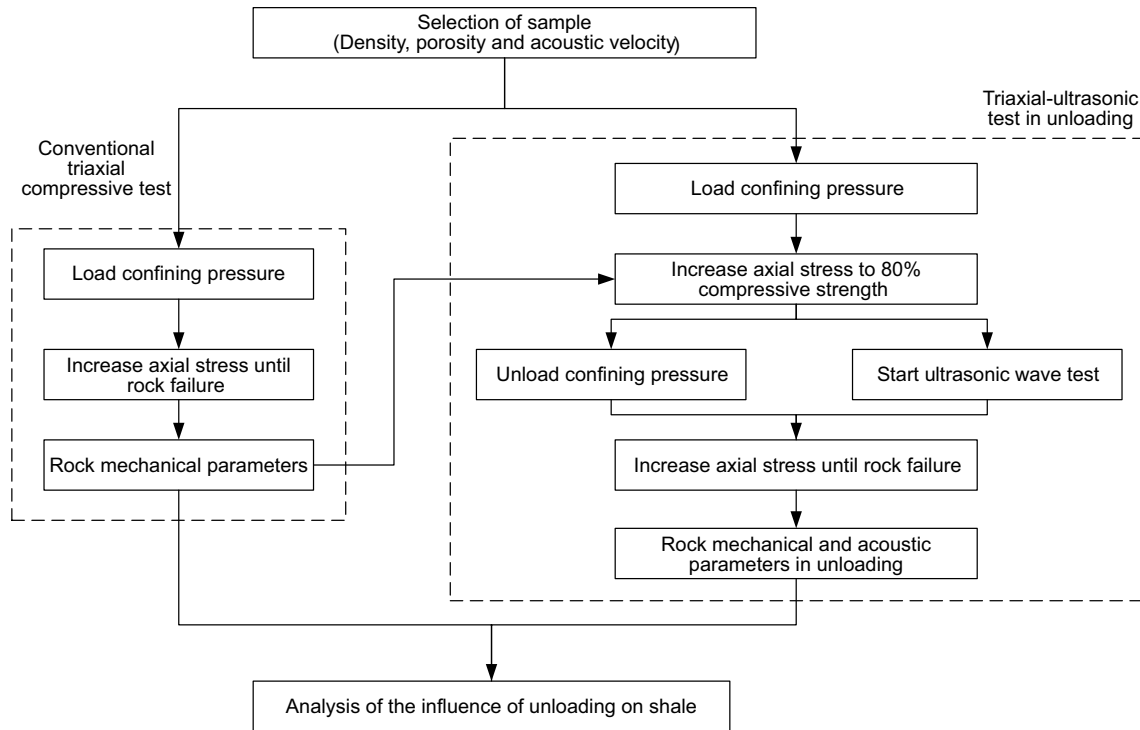 Selection of sample
(Density, porosity and acoustic velocity)
Triaxial-ultrasonic
test in unloading
Conventional
triaxial
compressive test
Load confining pressure
Increase axial stress until
rock failure
Rock mechanical parameters
Load confining pressure
Increase axial stress to 80%
compressive strength
Unload confining pressure
Start ultrasonic wave test
Increase axial stress until rock failure
Rock mechanical and acoustic
parameters in unloading
Analysis of the influence of unloading on shale